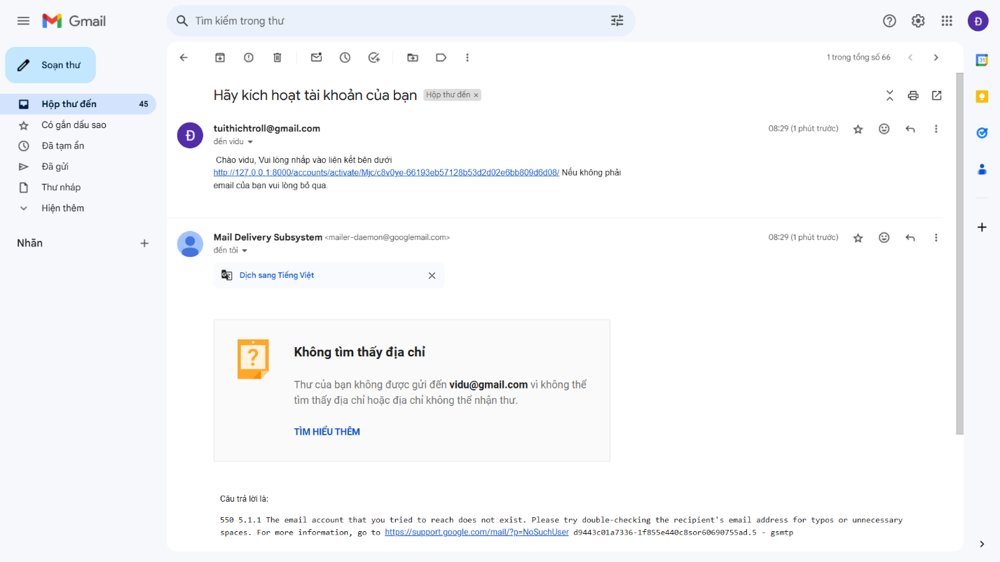 Gmail
Tìm kiếm trong thư
Đ
Soạn thư
1 trong tổng số 66
31
Hãy kích hoạt tài khoản của bạn Hộp thư đến ×
Hộp thư đến 45
Có gắn dấu sao
Đã tạm ẩn
Đã gửi
Thư nháp
Hiện thêm
Nhãn
Đ
tuithichtroll@gmail.com
08:29 (1 phút trước)
đến vidu
Chào vidu, Vui lòng nhấp vào liên kết bên dưới
http://127.0.0.1:8000/accounts/activate/Mjc/c8v0ye-66193eb57128b53d2d02e6bb809d6d08/ Nếu không phải
email của bạn vui lòng bỏ qua.
Mail Delivery Subsystem <mailer-daemon@googlemail.com>
08:29 (1 phút trước)
đến tôi
Dịch sang Tiếng Việt
Không tìm thấy địa chỉ
Thư của bạn không được gửi đến vidu@gmail.com vì không thể
tìm thấy địa chỉ hoặc địa chỉ không thể nhận thư.
TÌM HIỂU THÊM
Câu trả lời là:
550 5.1.1 The email account that you tried to reach does not exist. Please try double-checking the recipient's email address for typos or unnecessary
spaces. For more information, go to https://support.google.com/mail/?p=NoSuchUser d9443c01a7336-1f855e440c8sor60690755ad.5 - gsmtp